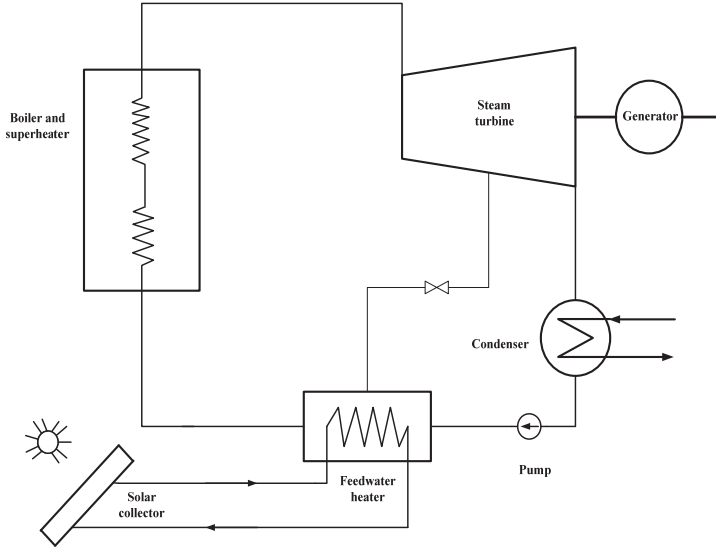 Boiler and
superheater
Steam
turbine
Generator
Condenser
Pump
Feedwater
heater
Solar
collector